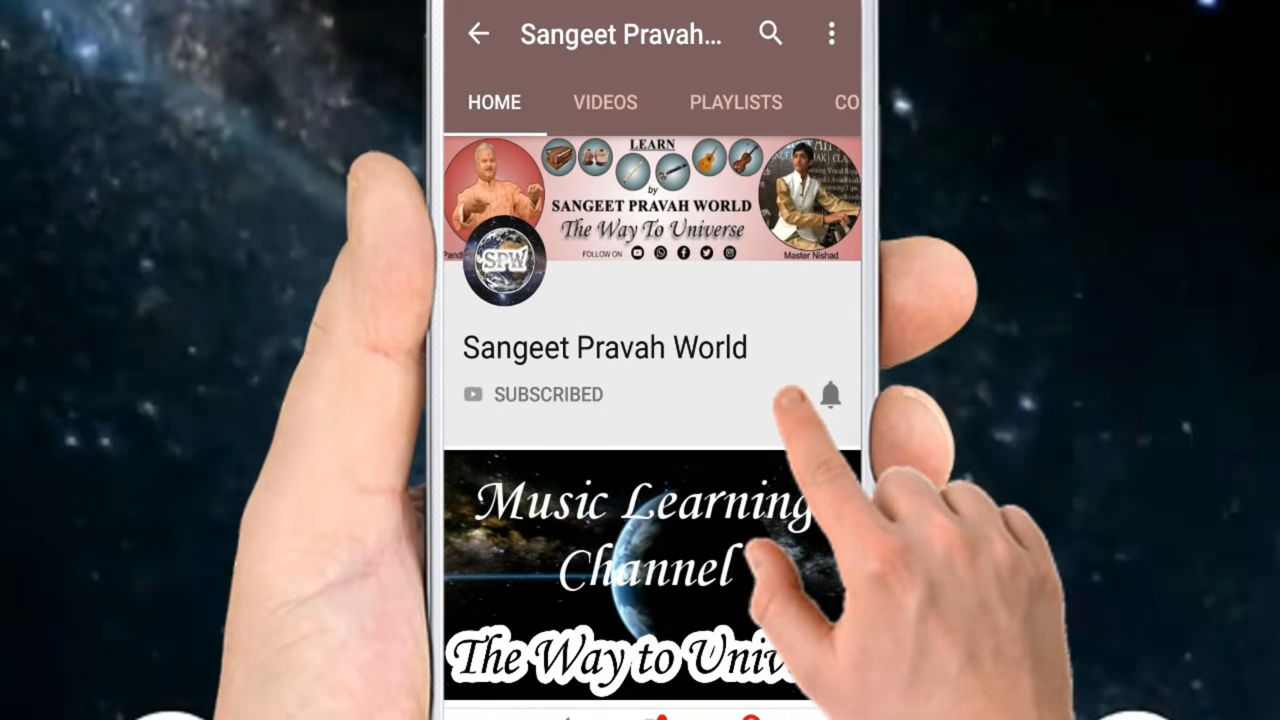 Sangeet Pravah...
HOME VIDEOS PLAYLISTS CO
LEARN
by
SANGEET PRAVAH WORLD
The Way To Universe
FOLLOW ON
Master Nishad
SPW
Sangeet Pravah World
SUBSCRIBED
Music Learning
Channel
The Way to Univ